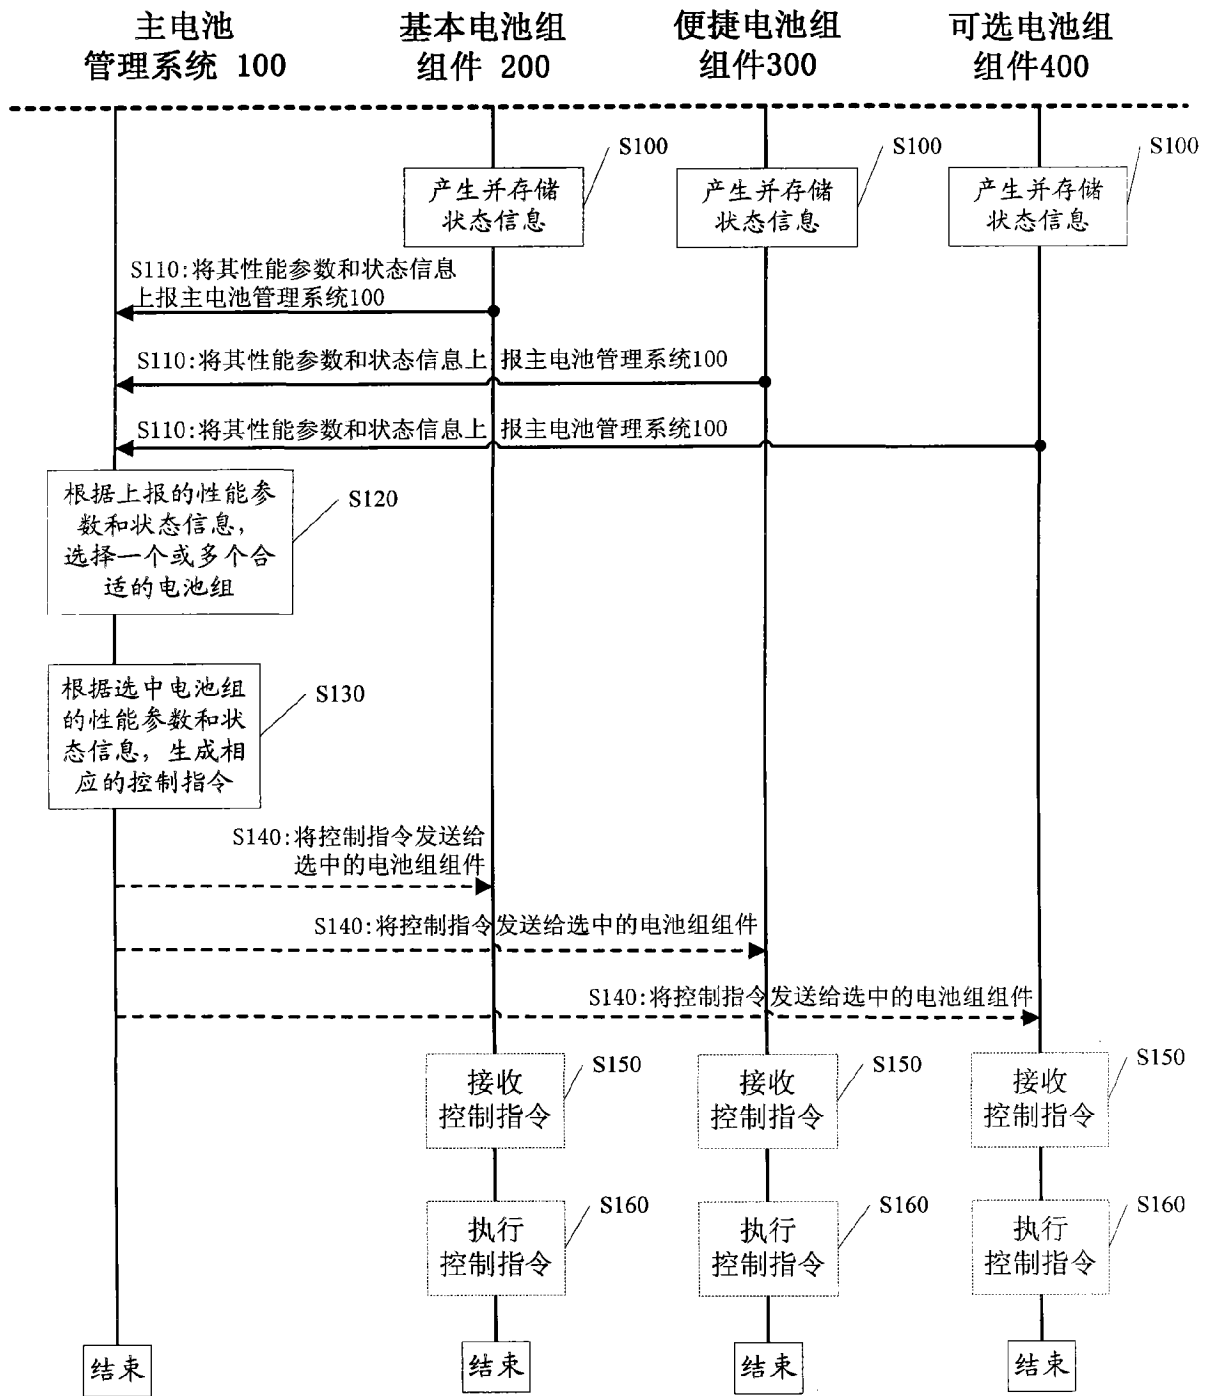 主电池
管理系统 100
基本电池组
组件 200
便捷电池组
组件300
可选电池组
组件400
S100
产生并存储
状态信息
S100
产生并存储
状态信息
S100
产生并存储
状态信息
S110:将其性能参数和状态信息
上报主电池管理系统100
S110:将其性能参数和状态信息上 报主电池管理系统100
S110:将其性能参数和状态信息上 报主电池管理系统100
根据上报的性能参
数和状态信息，
选择一个或多个合
适的电池组
S120
根据选中电池组
的性能参数和状
态信息，生成相
应的控制指令
S130
S140:将控制指令发送给
选中的电池组组件
S140:将控制指令发送给选中的电池组组件
S140:将控制指令发送给选中的电池组组件
接收
控制指令
S150
接收
控制指令
S150
接收
控制指令
S150
执行
控制指令
S160
执行
控制指令
S160
执行
控制指令
S160
结束
结束
结束
结束